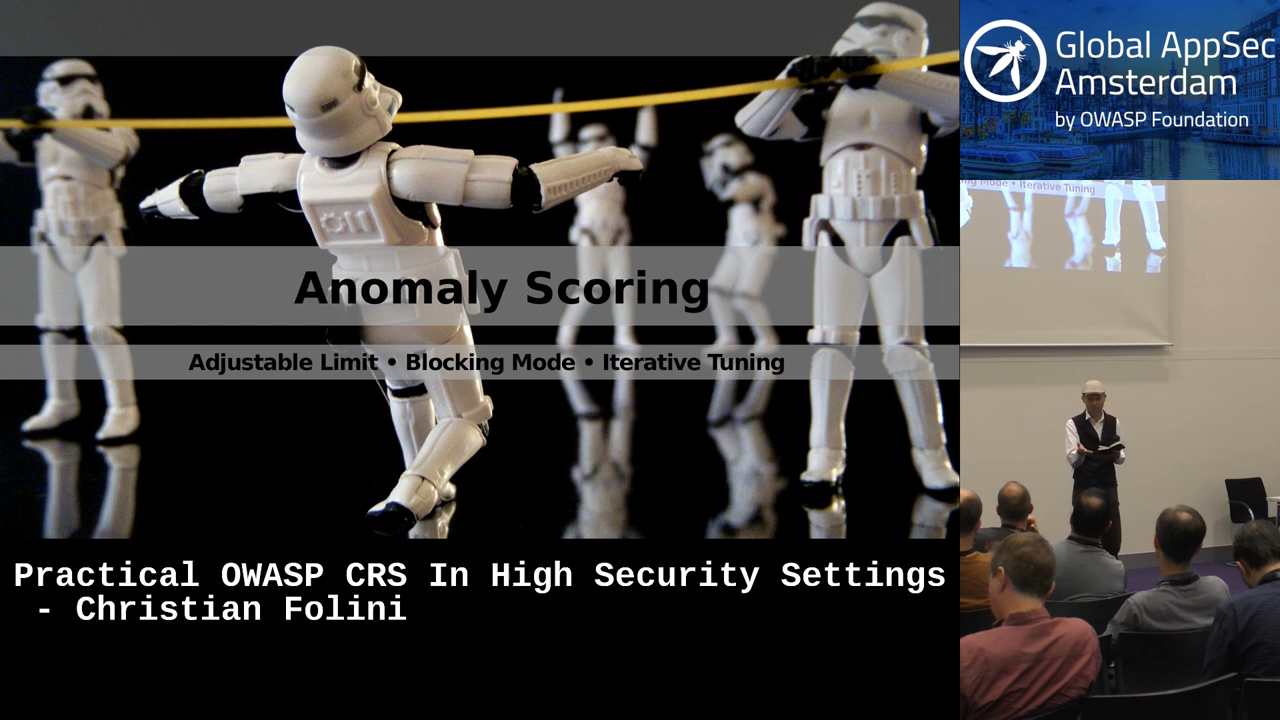 Anomaly Scoring
Adjustable Limit • Blocking Mode • Iterative Tuning
Practical OWASP CRS In High Security Settings
- Christian Folini
Global AppSec
Amsterdam
by OWASP Foundation
Mode • Iterative Tuning